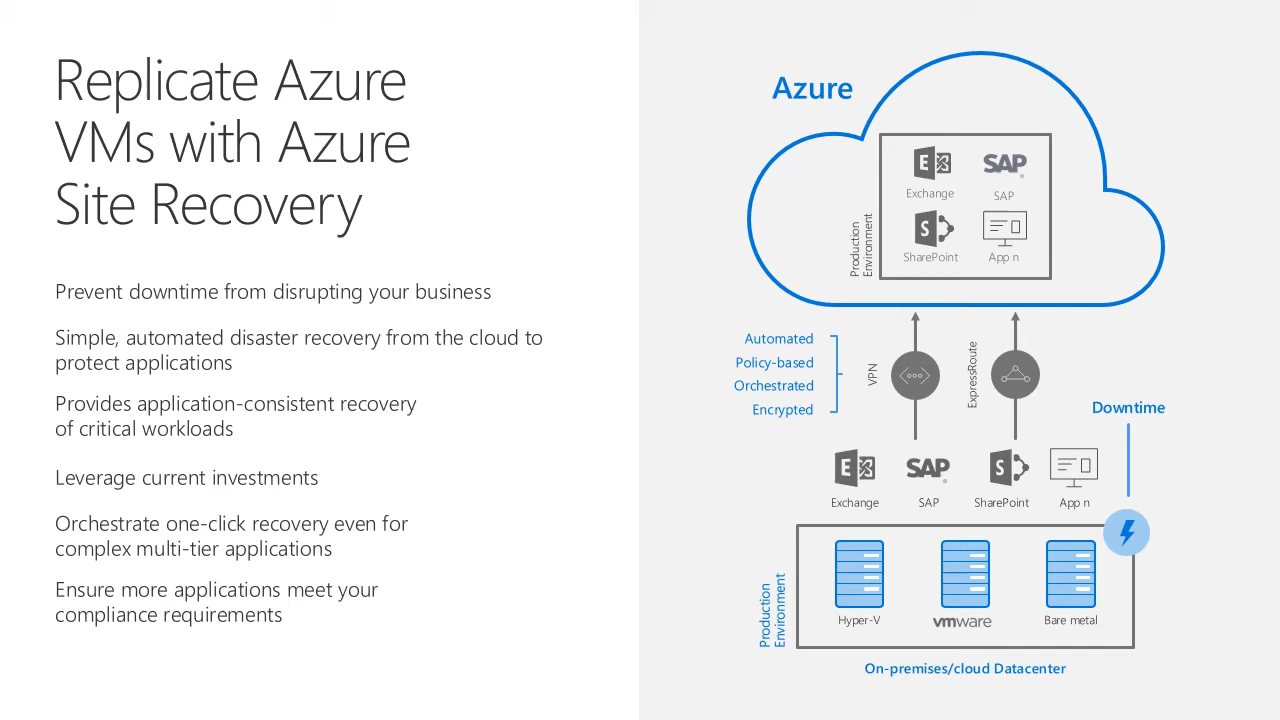 Replicate Azure
VMs with Azure
Site Recovery
Prevent downtime from disrupting your business
Simple, automated disaster recovery from the cloud to
protect applications
Provides application-consistent recovery
of critical workloads
Leverage current investments
Orchestrate one-click recovery even for
complex multi-tier applications
Ensure more applications meet your
compliance requirements
Azure
E
SAP
Exchange
SAP
S
SharePoint
App n
Production
Environment
Automated
Policy-based
Orchestrated
Encrypted
VPN
ExpressRoute
Downtime
E
SAP
S
Exchange
SAP
SharePoint
App n
Production
Environment
Hyper-V
vmware
Bare metal
On-premises/cloud Datacenter